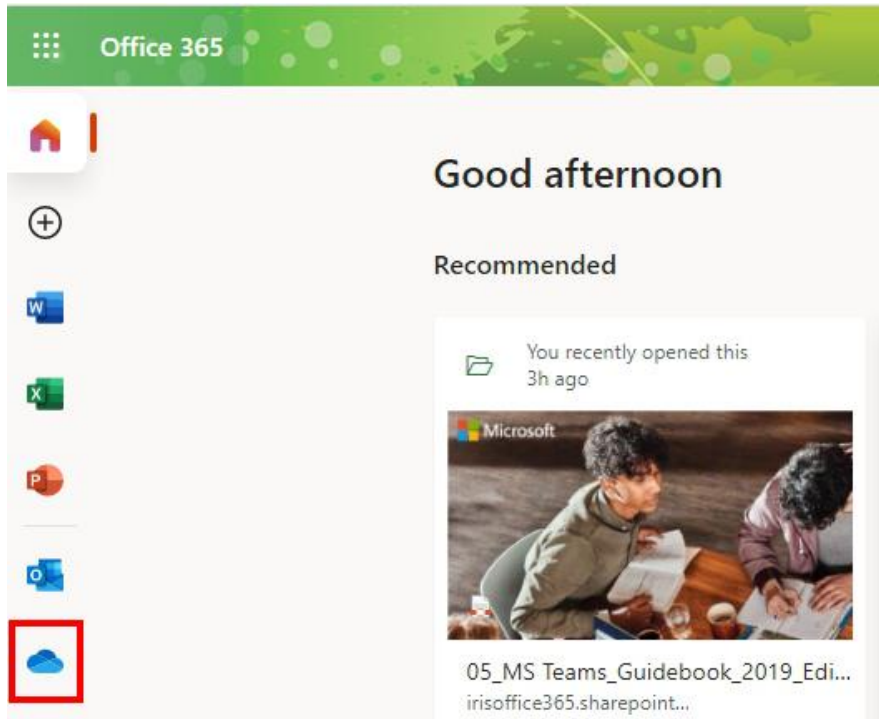 Office 365
Good afternoon
Recommended
You recently opened this
3h ago
Microsoft
W
X
P
O
05_MS Teams_Guidebook_2019_Edi...
irisoffice365.sharepoint...